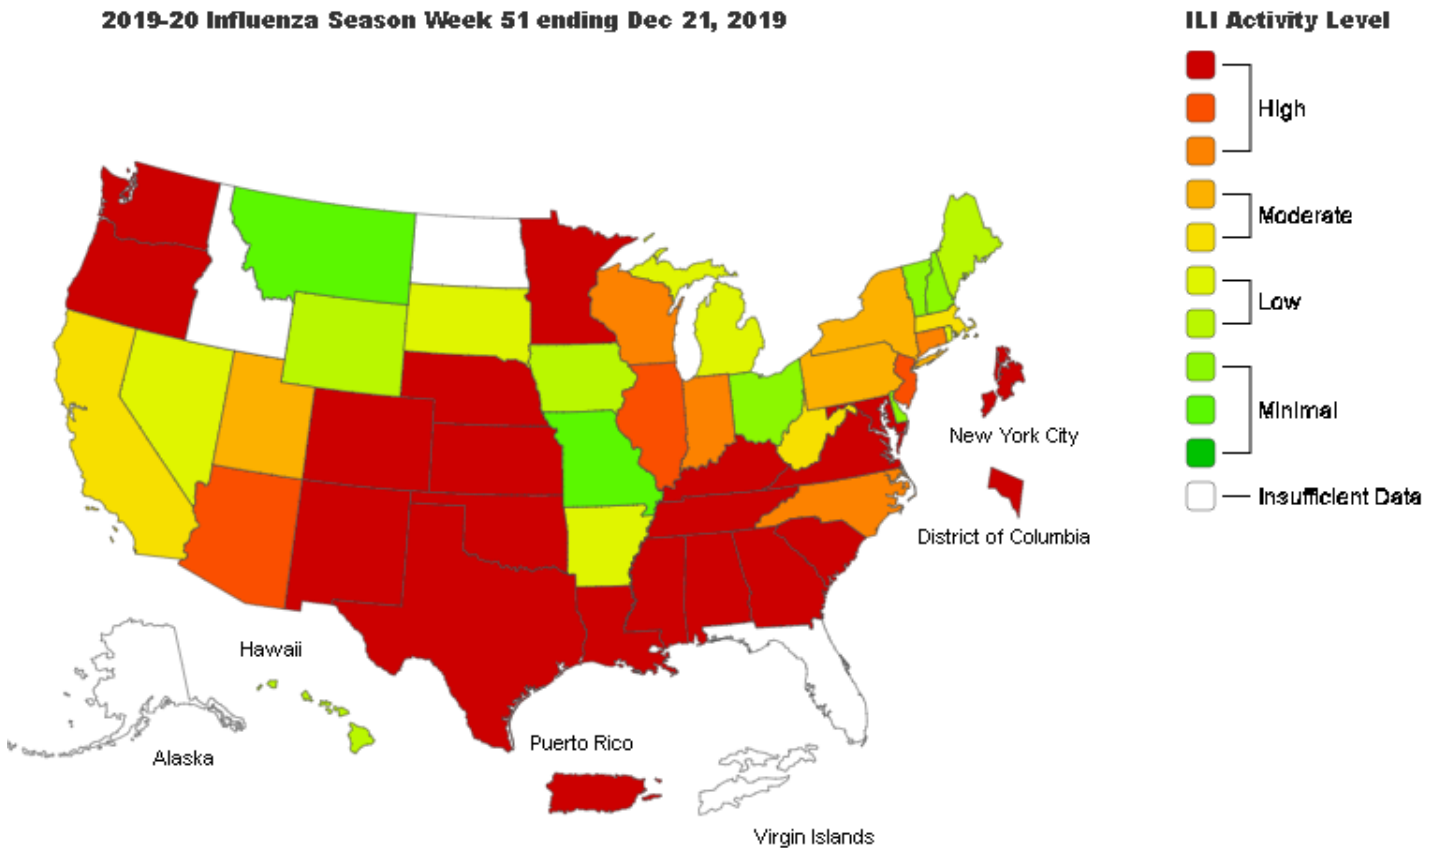 2019-20 Influenza Season Week 51 ending Dec 21, 2019
ILI Activity Level
High
Moderate
Low
Minimal
Insufficient Data
New York City
District of Columbia
Hawaii
Alaska
Puerto Rico
Virgin Islands